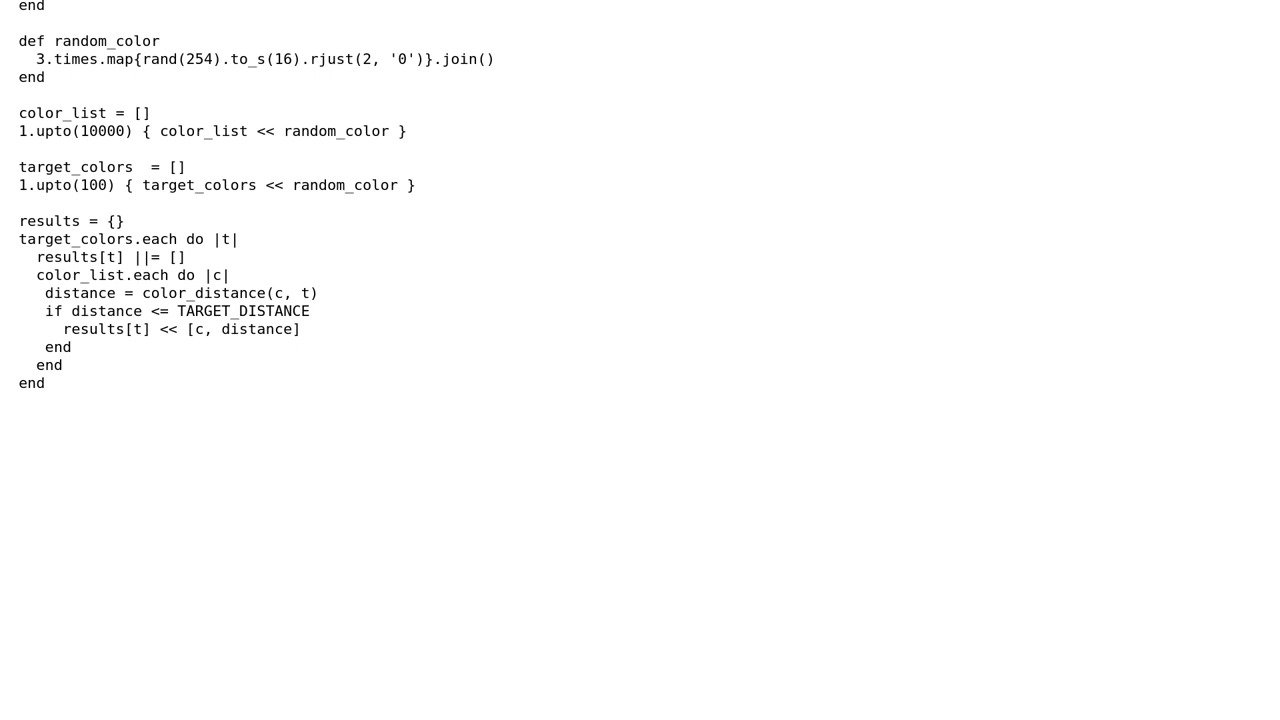 end
def random_color
  3.times.map{rand(254).to_s(16).rjust(2, '0')}.join()
end
color_list = []
1.upto(10000) { color_list << random_color }
target_colors  = []
1.upto(100) { target_colors << random_color }
results = {}
target_colors.each do |t|
  results[t] ||= []
  color_list.each do |c|
   distance = color_distance(c, t)
   if distance <= TARGET_DISTANCE
     results[t] << [c, distance]
   end
  end
end